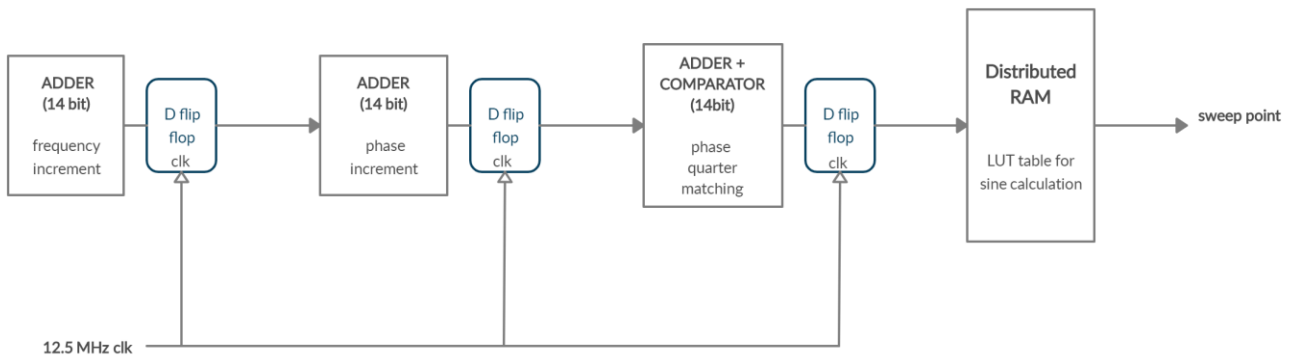 ADDER
(14 bit)
frequency
increment
D flip
flop
clk
ADDER
(14 bit)
phase
increment
D flip
flop
clk
ADDER +
COMPARATOR
(14bit)
phase
quarter
matching
D flip
flop
clk
Distributed
RAM
LUT table for
sine calculation
sweep point
12.5 MHz clk